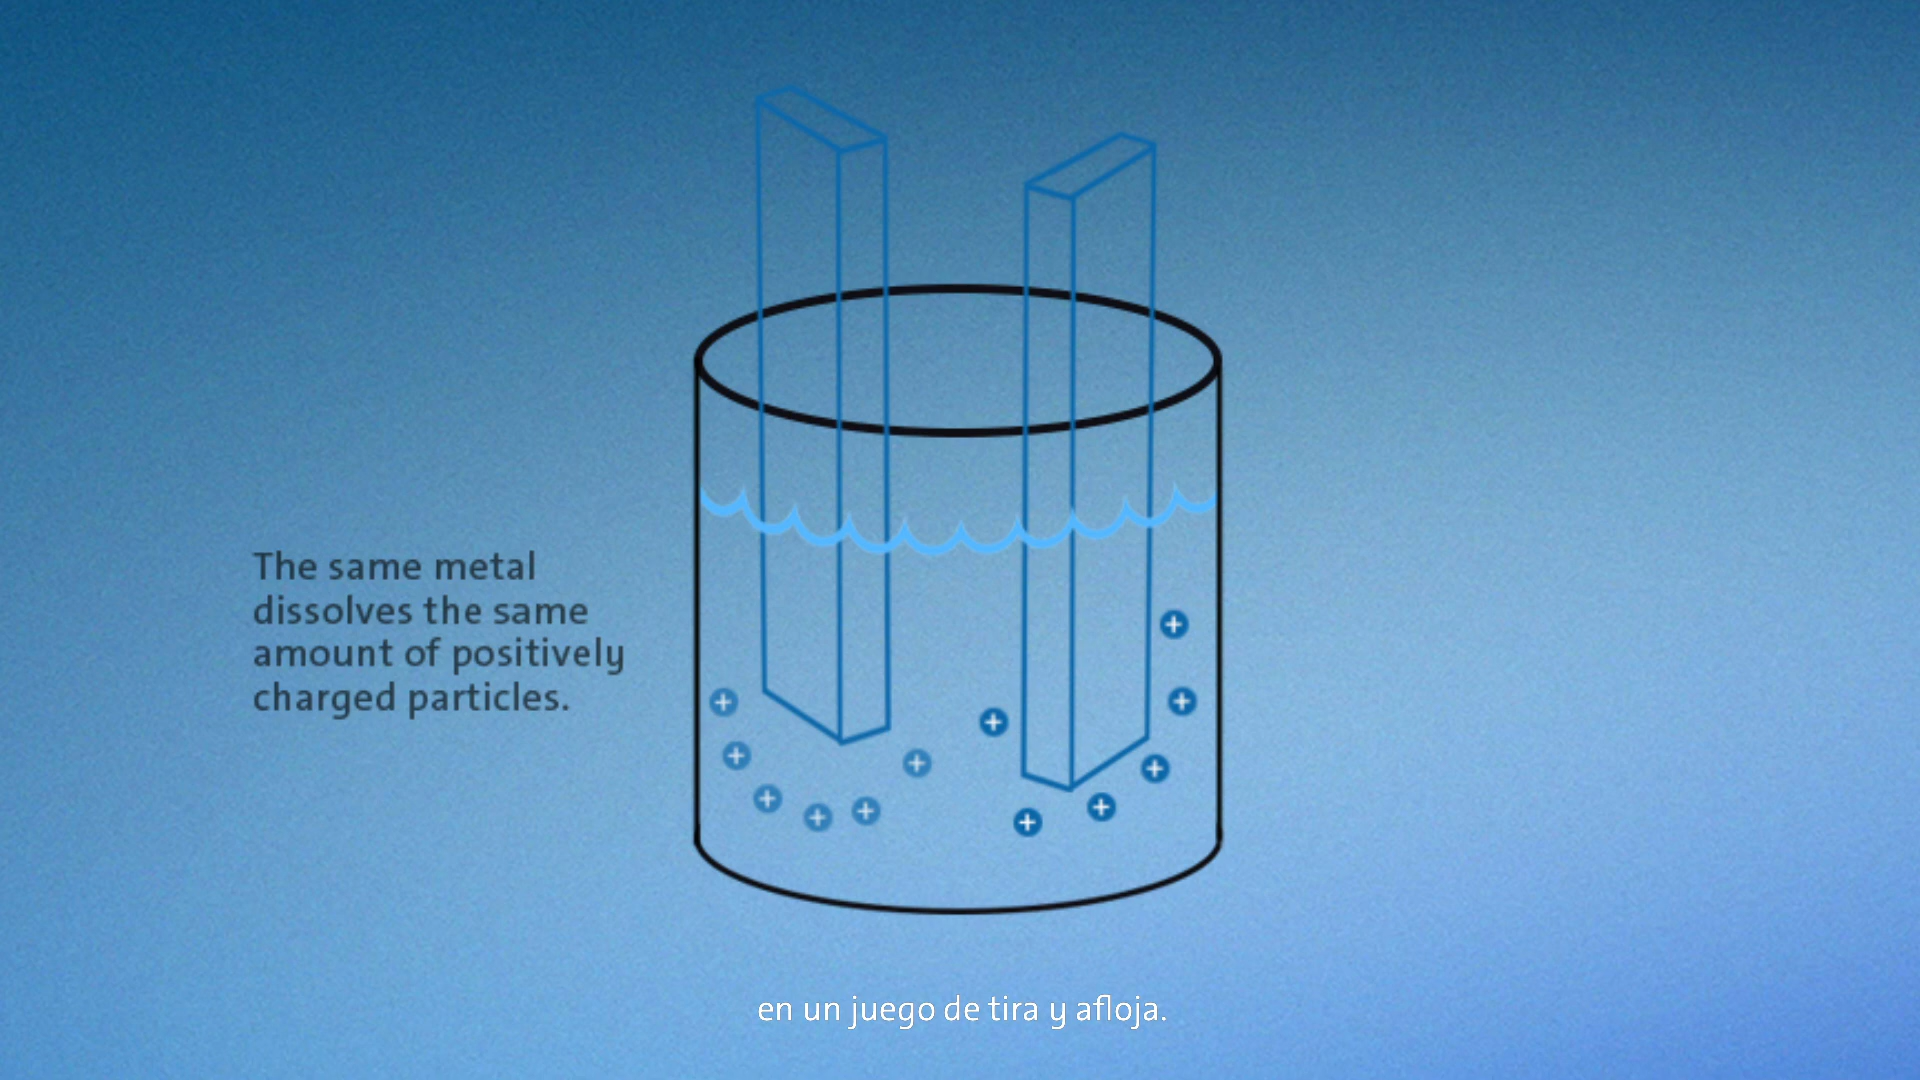 The same metal
dissolves the same
amount of positively
charged particles.
en un juego de tira y afloja.